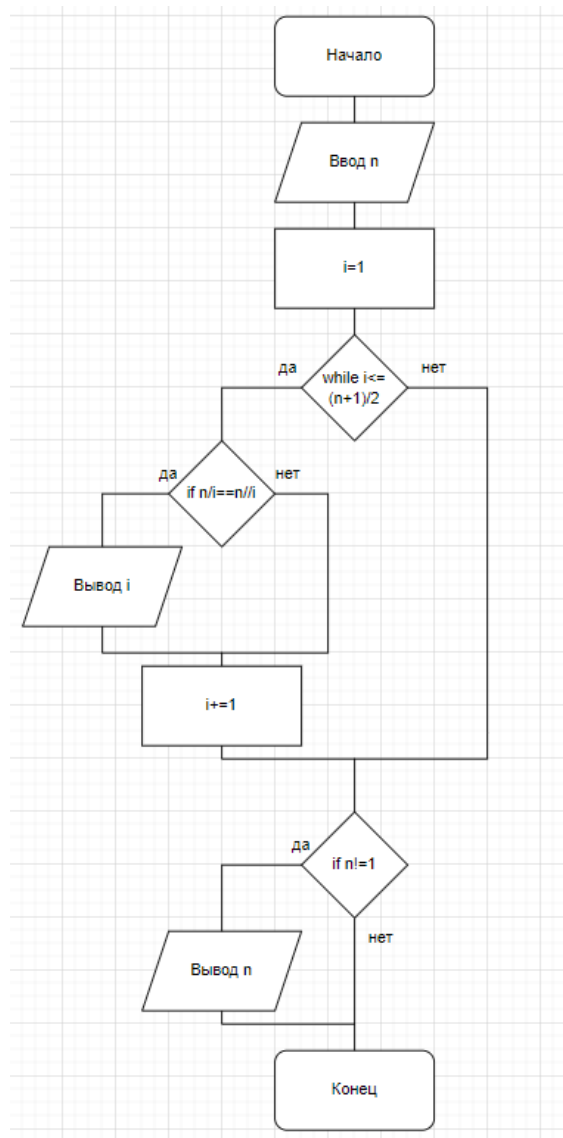 Начало
Ввод n
i=1
да
нет
while i<=
(n+1)/2
да
нет
if n/i==n//i
Вывод i
i+=1
да
if n!=1
нет
Вывод n
Конец